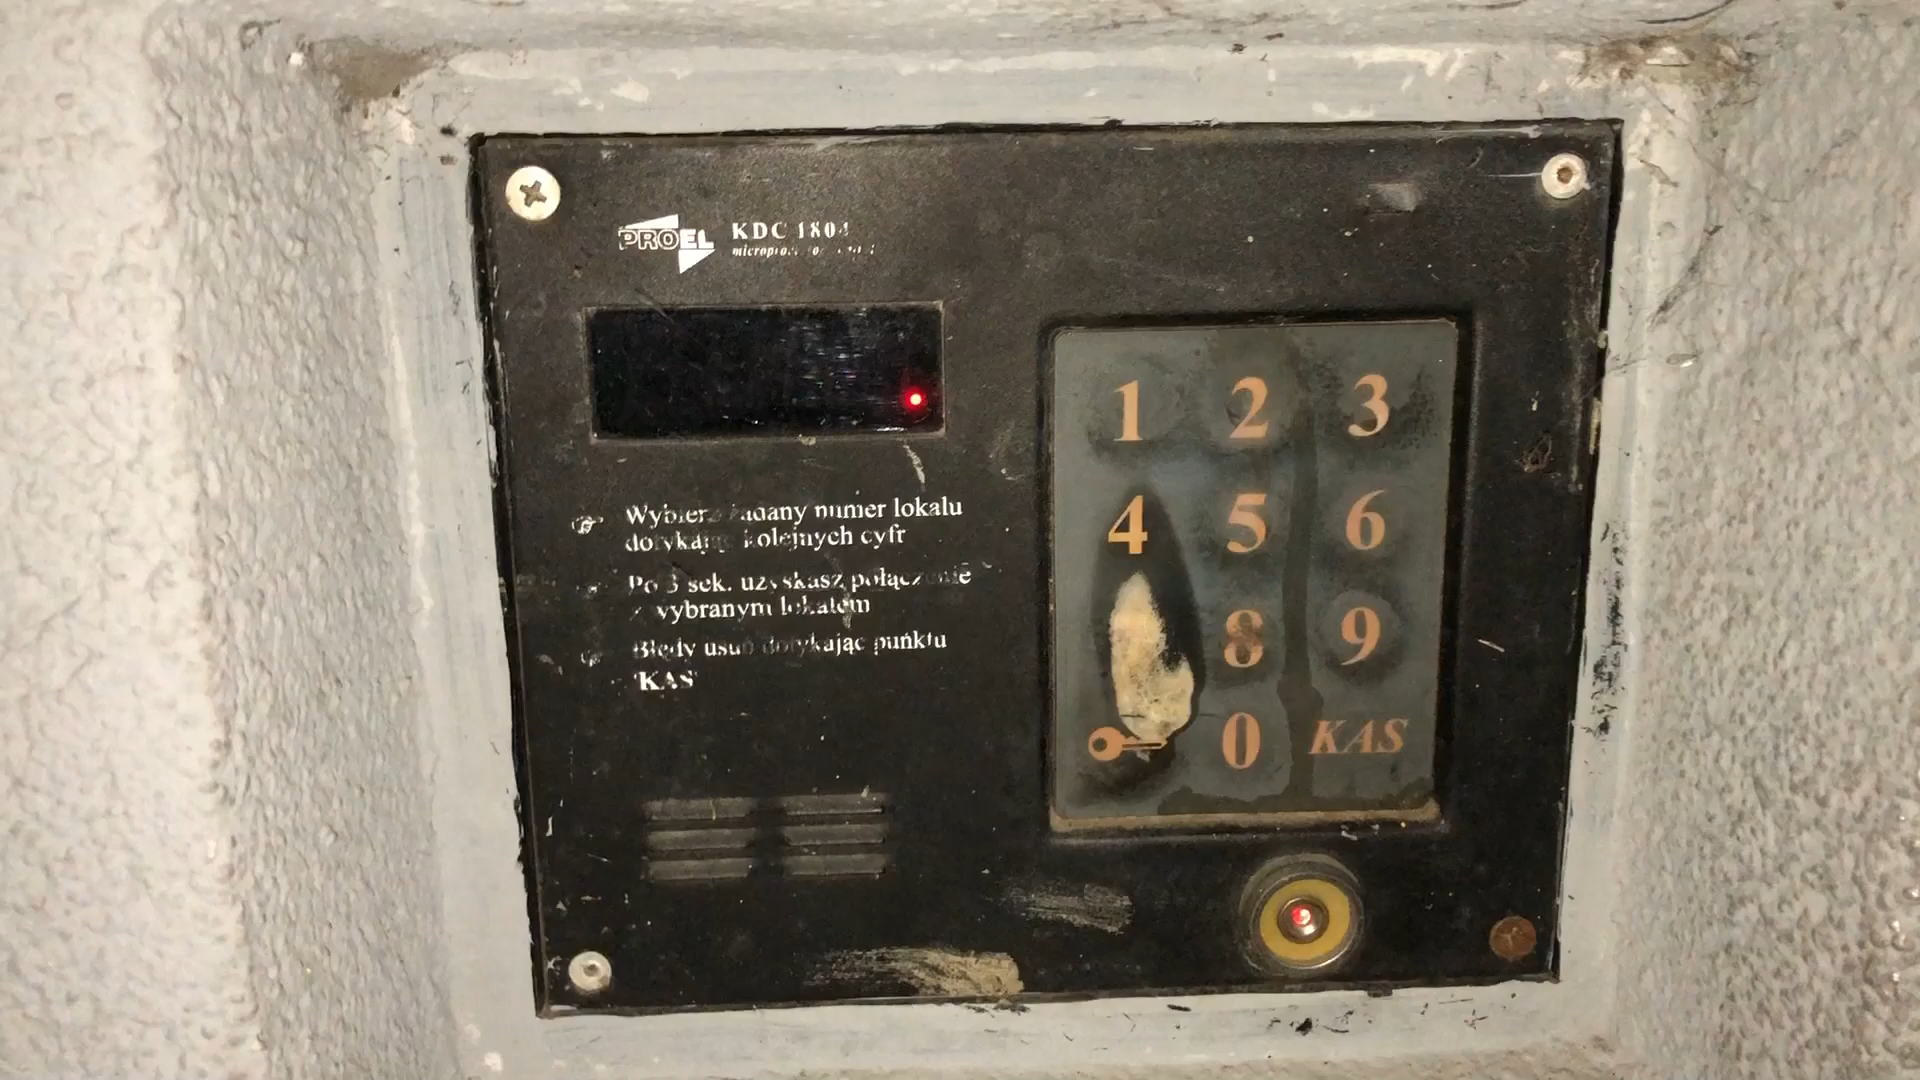 PROEL KDC 1804
Wybierz żądany numer lokalu
dotykając kolejnych cyfr
Po 3 sek. uzyskasz połączenie
z wybranym lokalem
Błędy usuń dotykając punktu
"KAS"
1 2 3
4 5 6
8 9
0 KAS